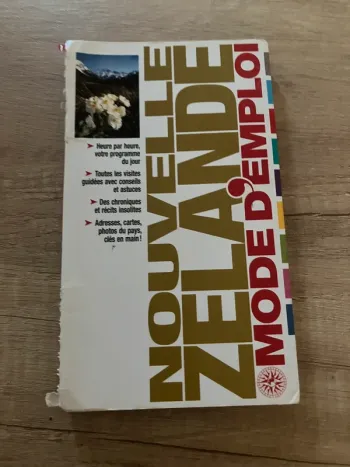 NOUVELLE
ZELANDE
MODE D'EMPLOI
➤ Heure par heure,
votre programme
du jour
➤ Toutes les visites
guidées avec conseils
et astuces
➤ Des chroniques
et récits insolites
➤ Adresses, cartes,
photos du pays,
clés en main !